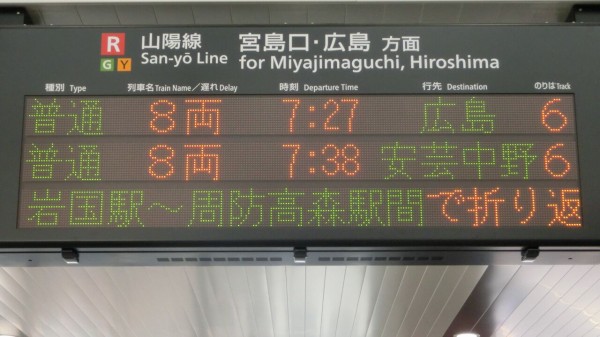 R 山陽線 宮島口・広島 方面
G Y San-yō Line for Miyajimaguchi, Hiroshima
種別 Type 列車名 Train Name /遅れ Delay 時刻 Departure Time 行先 Destination のりば Track
普通 8両 7:27 広島 6
普通 8両 7:38 安芸中野 6
岩国駅～周防高森駅間で折り返